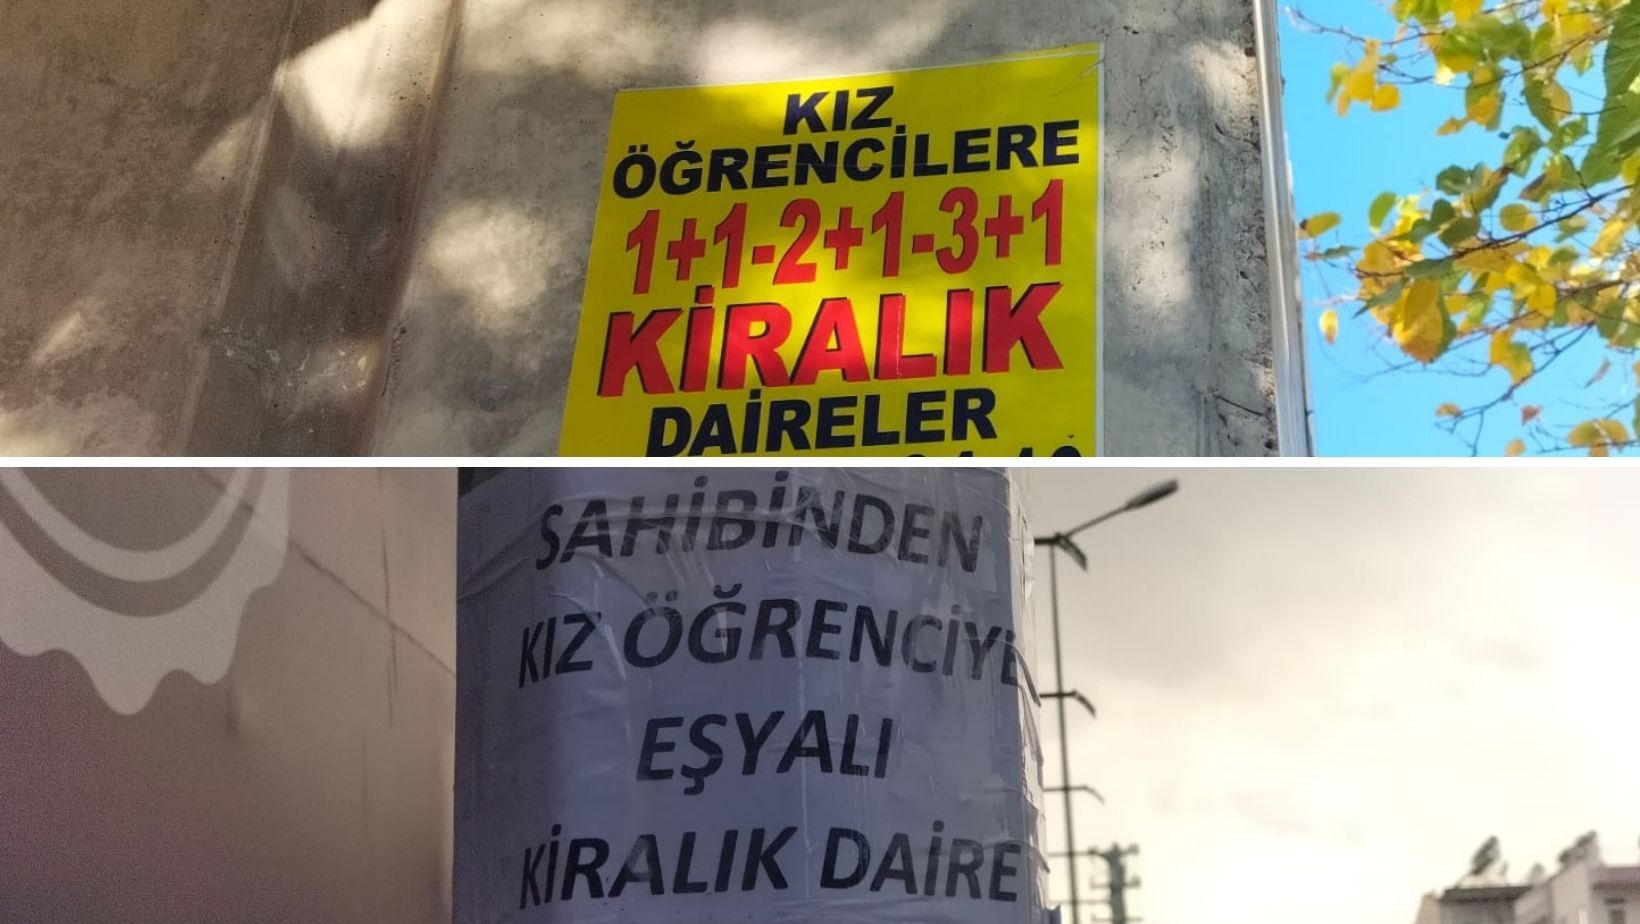 KIZ
ÖĞRENCİLERE
1+1-2+1-3+1
KİRALIK
DAİRELER
SAHİBİNDEN
KIZ ÖĞRENCİYE
EŞYALI
KİRALIK DAİRE